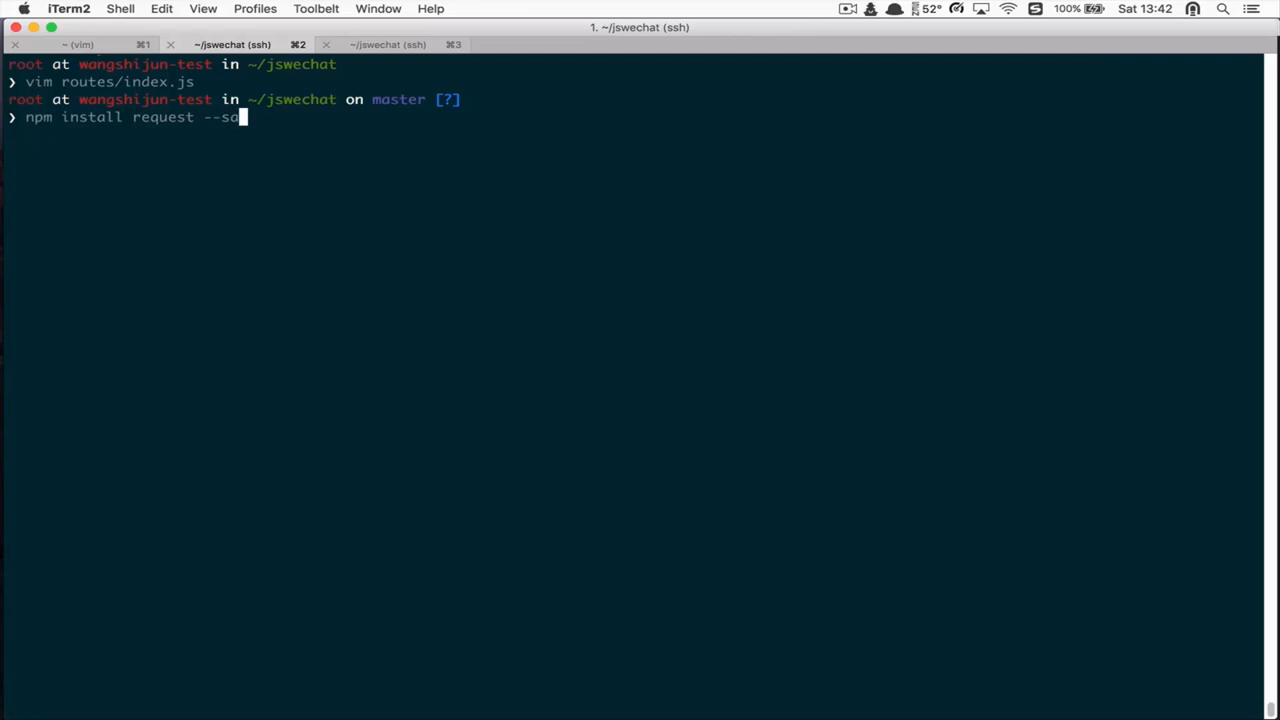 iTerm2 Shell Edit View Profiles Toolbelt Window Help 52° 100% Sat 13:42
1. ~/jswechat (ssh)
~ (vim) ⌘1 ~/jswechat (ssh) ⌘2 ~/jswechat (ssh) ⌘3
root at wangshijun-test in ~/jswechat
❯ vim routes/index.js
root at wangshijun-test in ~/jswechat on master [?]
❯ npm install request --sa